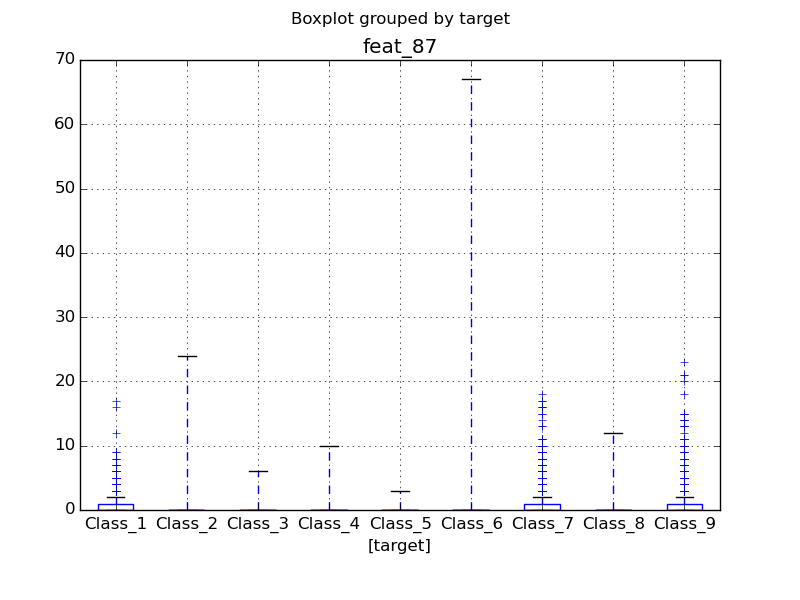 Boxplot grouped by target
feat_87
70
60
50
40
30
20
10
0
Class_1 Class_2 Class_3 Class_4 Class_5 Class_6 Class_7 Class_8 Class_9
[target]